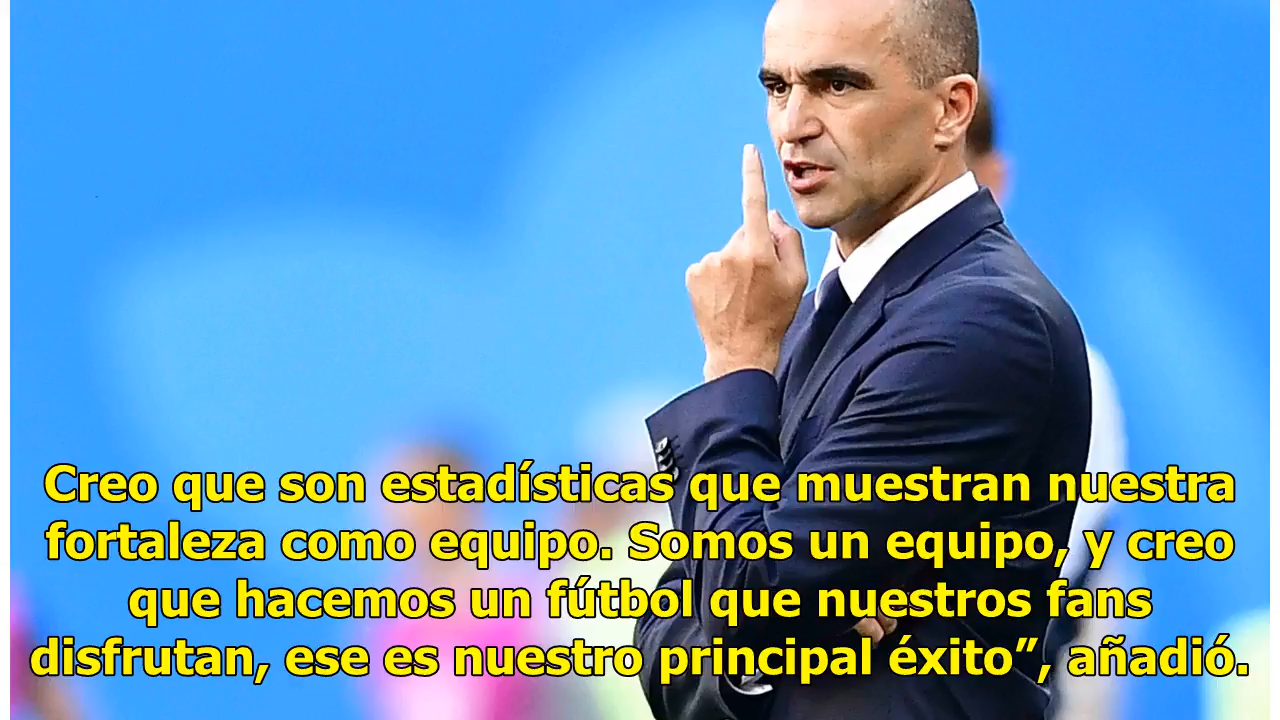 Creo que son estadísticas que muestran nuestra
fortaleza como equipo. Somos un equipo, y creo
que hacemos un fútbol que nuestros fans
disfrutan, ese es nuestro principal éxito”, añadió.